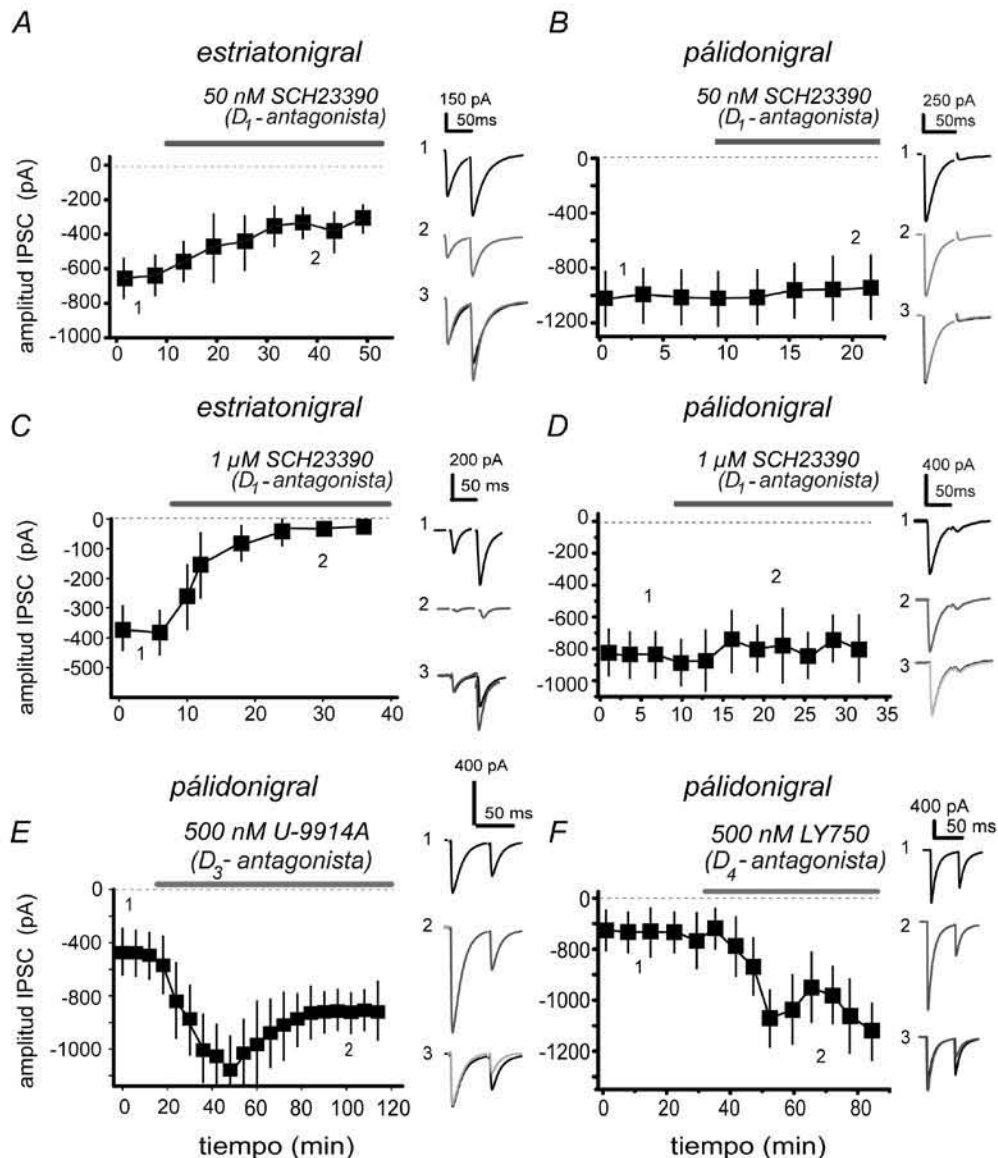 A
estriatonigral
50 nM SCH23390
(D1-antagonista)
150 pA
50ms
1
2
3
amplitud IPSC (pA)
0
-200
-400
-600
-800
-1000
1
2
0 10 20 30 40 50
B
pálidonigral
50 nM SCH23390
(D1-antagonista)
250 pA
50ms
1
2
3
0
-1000
-1200
1
2
0 5 10 15 20
C
estriatonigral
1 µM SCH23390
(D1-antagonista)
200 pA
50 ms
1
2
3
amplitud IPSC (pA)
0
-100
-200
-300
-400
-500
1
2
0 10 20 30 40
D
pálidonigral
1 µM SCH23390
(D1-antagonista)
400 pA
50ms
1
2
3
0
-200
-400
-600
-800
-1000
1
2
0 5 10 15 20 25 30 35
E
pálidonigral
500 nM U-9914A
(D3- antagonista)
400 pA
50 ms
1
2
3
amplitud IPSC (pA)
0
-400
-800
-1000
1
2
0 20 40 60 80 100 120
tiempo (min)
F
pálidonigral
500 nM LY750
(D4-antagonista)
400 pA
50 ms
1
2
3
0
-800
-1000
-1200
1
2
0 20 40 60 80
tiempo (min)